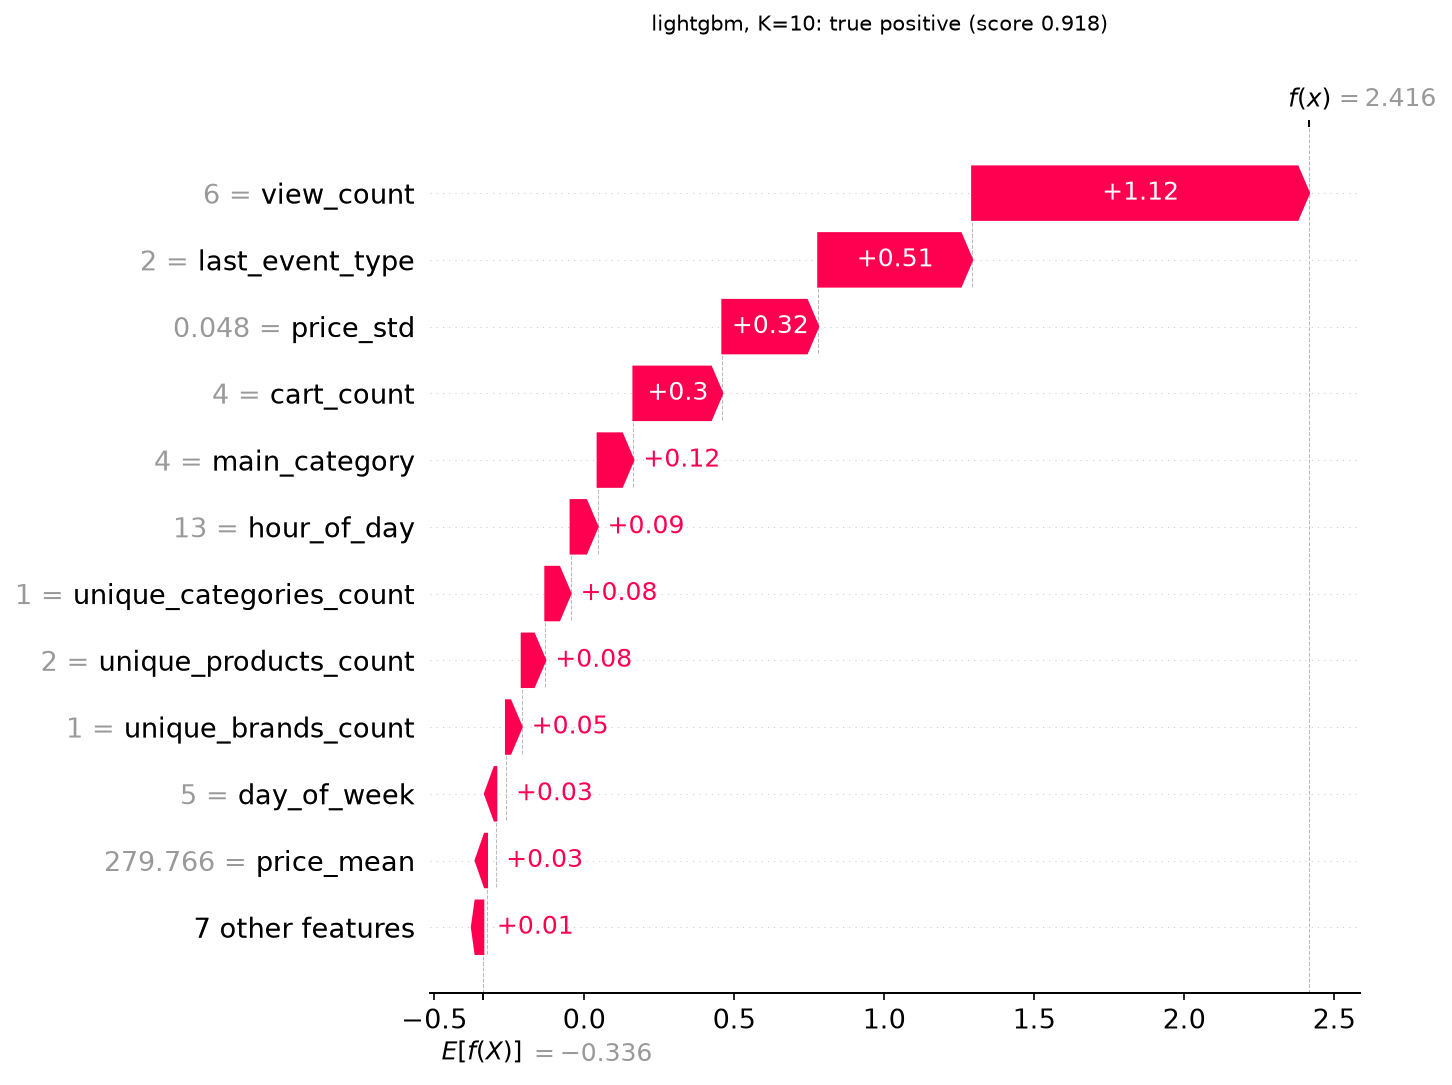 lightgbm, K=10: true positive (score 0.918)
f(x) = 2.416
6 = view_count +1.12
2 = last_event_type +0.51
0.048 = price_std +0.32
4 = cart_count +0.3
4 = main_category +0.12
13 = hour_of_day +0.09
1 = unique_categories_count +0.08
2 = unique_products_count +0.08
1 = unique_brands_count +0.05
5 = day_of_week +0.03
279.766 = price_mean +0.03
7 other features +0.01
−0.5 0.0 0.5 1.0 1.5 2.0 2.5
E[f(X)] = −0.336